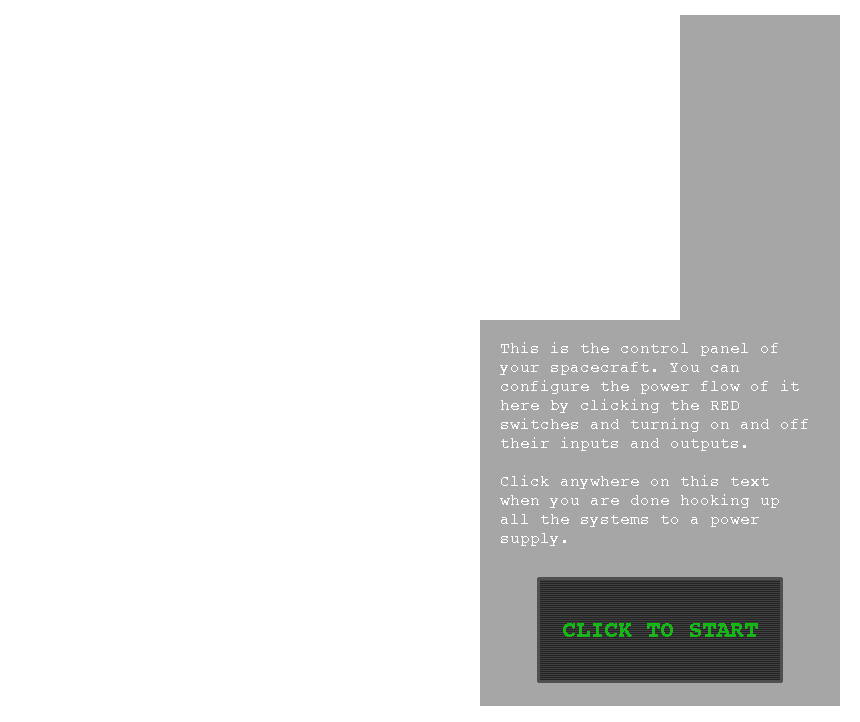 This is the control panel of
your spacecraft. You can
configure the power flow of it
here by clicking the RED
switches and turning on and off
their inputs and outputs.
Click anywhere on this text
when you are done hooking up
all the systems to a power
supply.
CLICK TO START